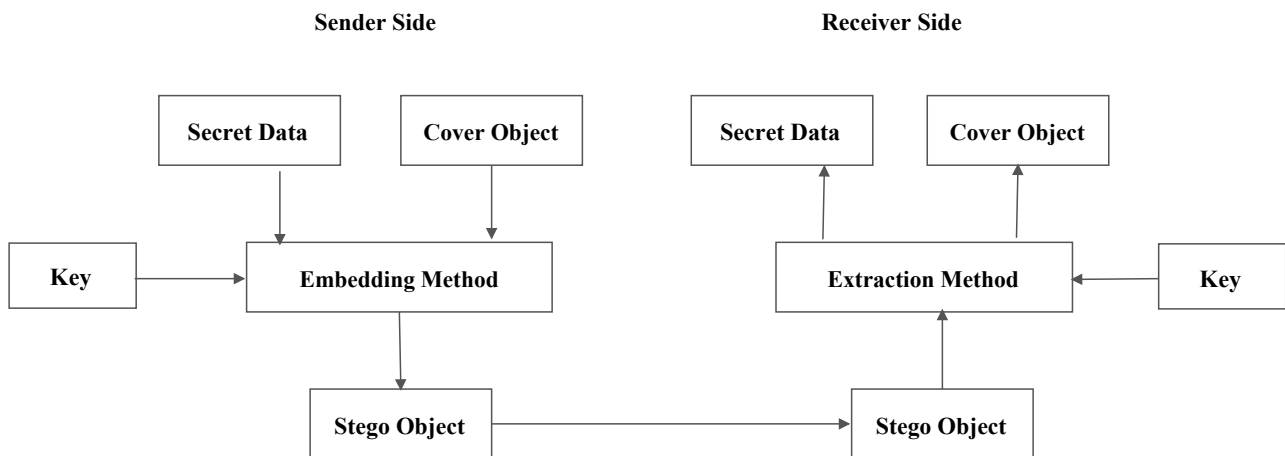 Sender Side
Receiver Side
Secret Data
Cover Object
Secret Data
Cover Object
Key
Embedding Method
Extraction Method
Key
Stego Object
Stego Object